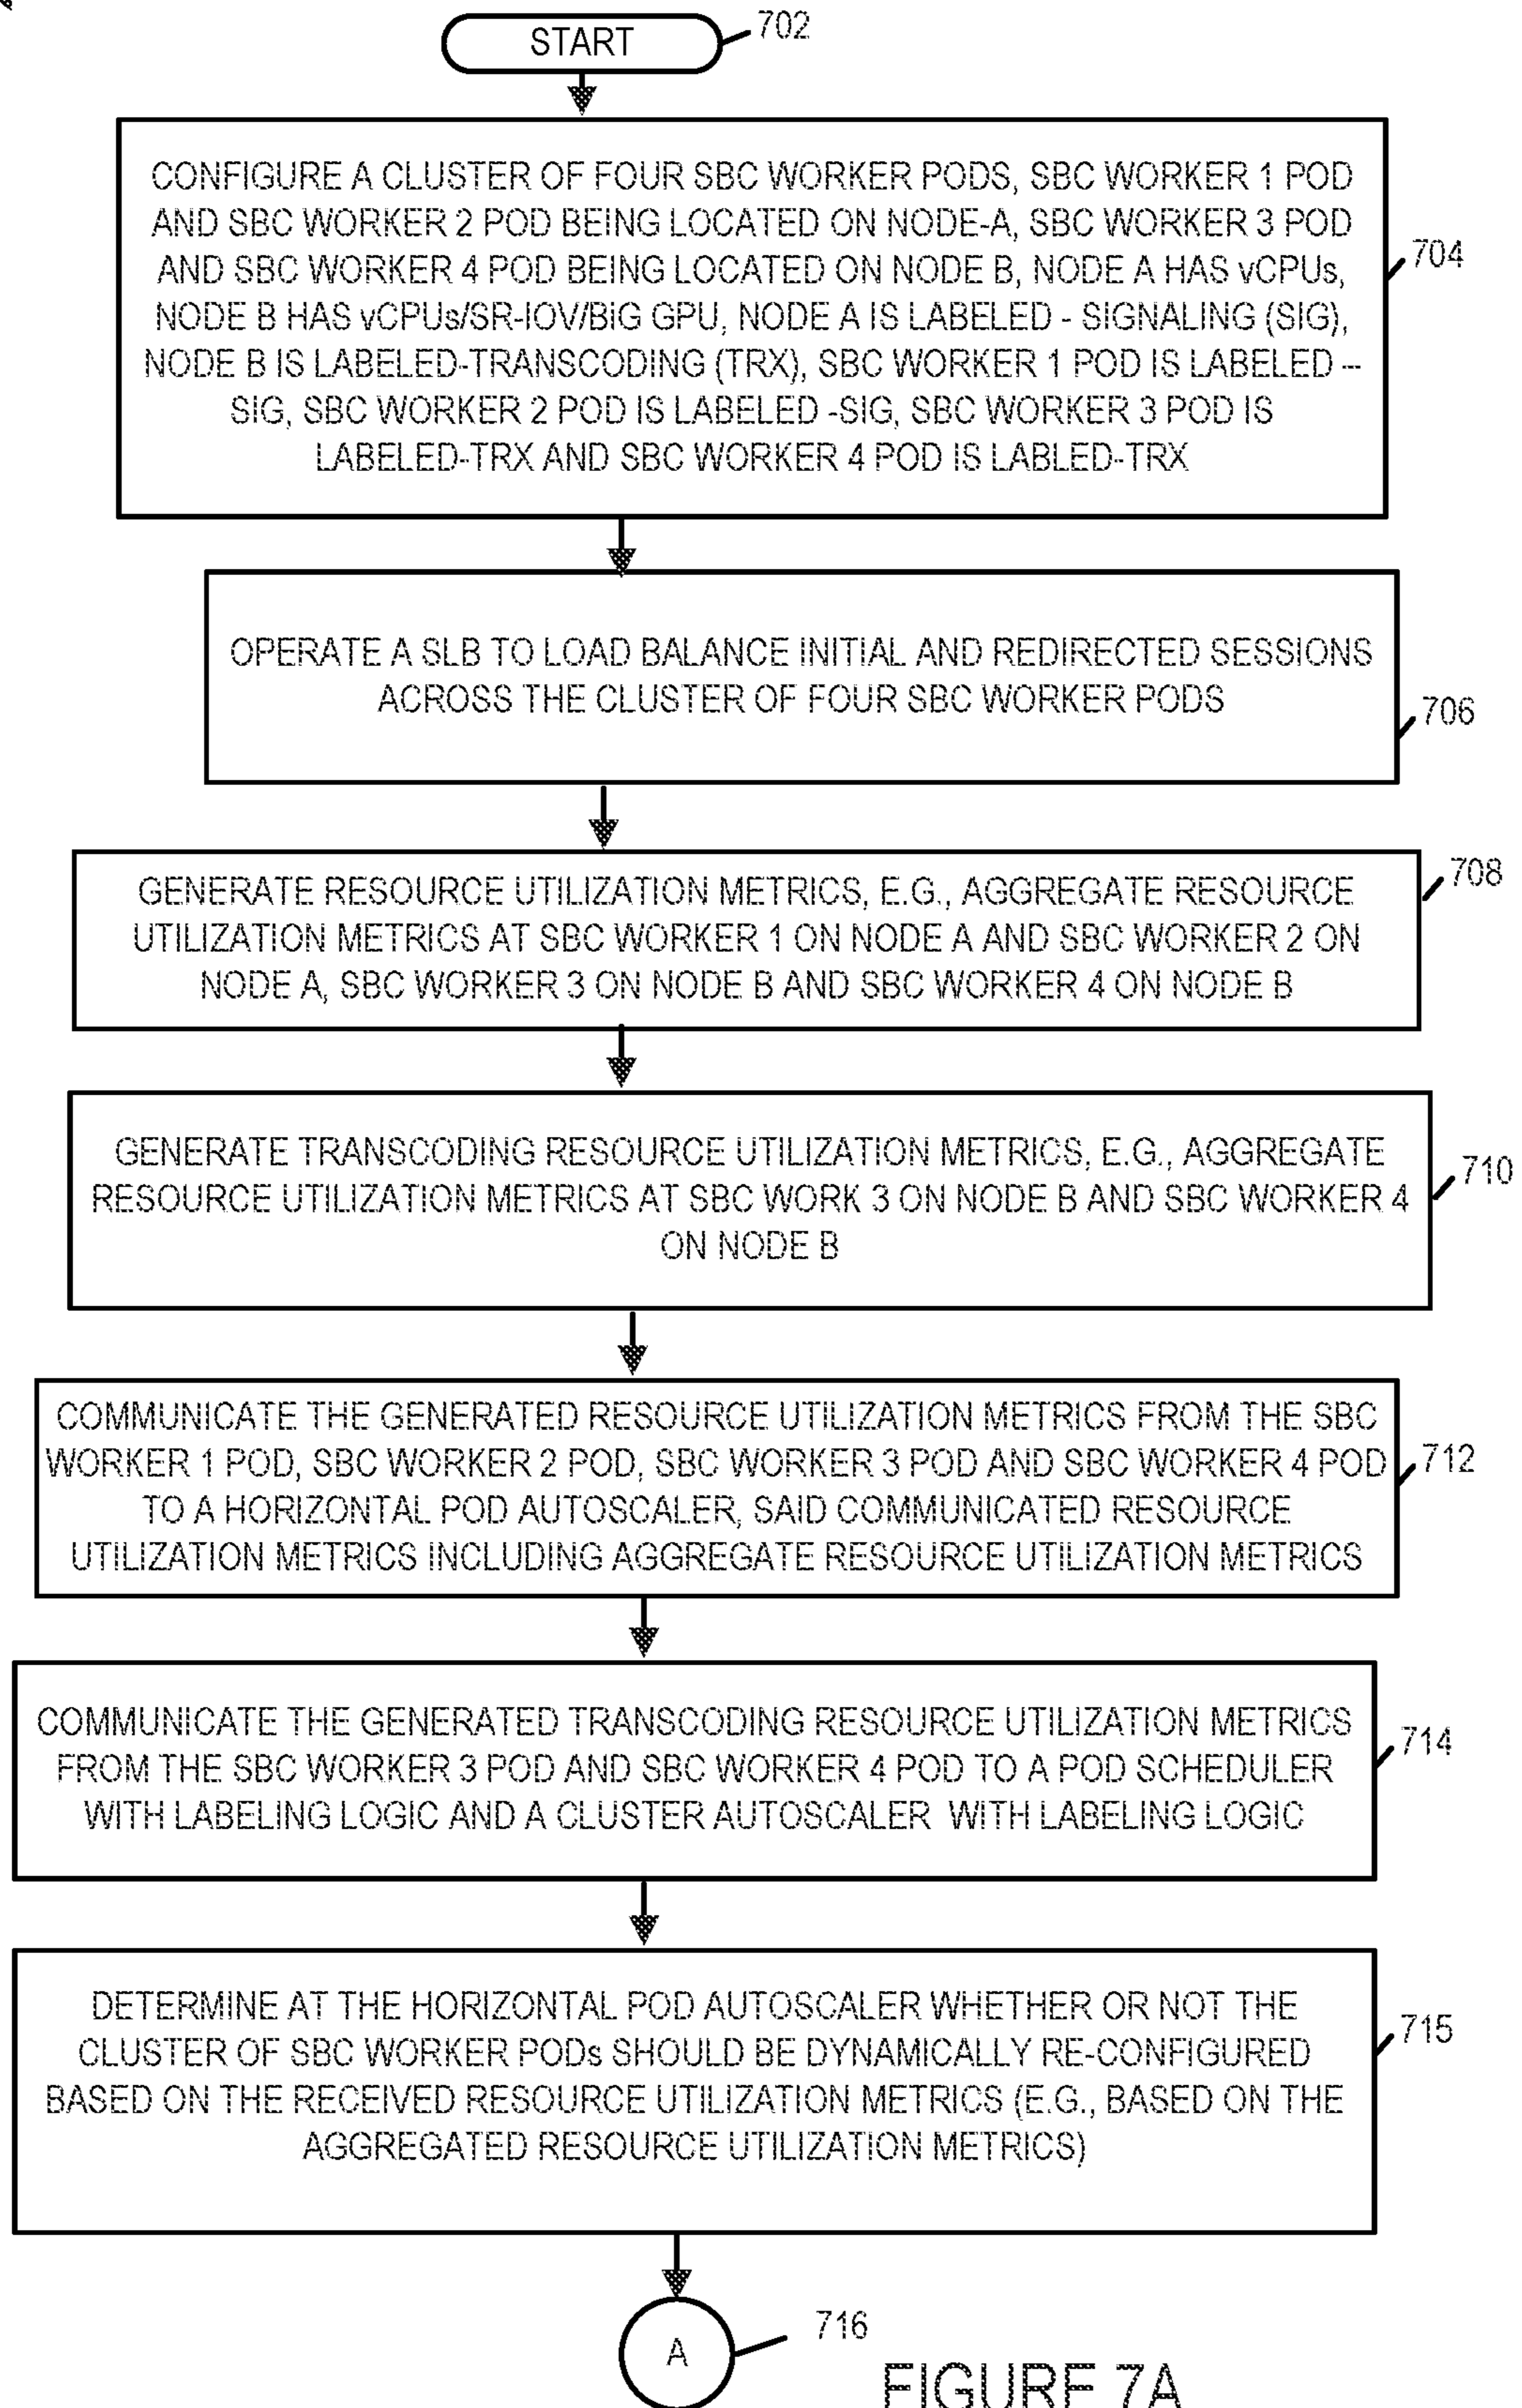 START
702
CONFIGURE A CLUSTER OF FOUR SBC WORKER PODS, SBC WORKER 1 POD
AND SBC WORKER 2 POD BEING LOCATED ON NODE-A, SBC WORKER 3 POD
AND SBC WORKER 4 POD BEING LOCATED ON NODE B, NODE A HAS vCPUs,
NODE B HAS vCPUs/SR-IOV/BiG GPU, NODE A IS LABELED - SIGNALING (SIG),
NODE B IS LABELED-TRANSCODING (TRX), SBC WORKER 1 POD IS LABELED --
SIG, SBC WORKER 2 POD IS LABELED -SIG, SBC WORKER 3 POD IS
LABELED-TRX AND SBC WORKER 4 POD IS LABLED-TRX
704
OPERATE A SLB TO LOAD BALANCE INITIAL AND REDIRECTED SESSIONS
ACROSS THE CLUSTER OF FOUR SBC WORKER PODS
706
GENERATE RESOURCE UTILIZATION METRICS, E.G., AGGREGATE RESOURCE
UTILIZATION METRICS AT SBC WORKER 1 ON NODE A AND SBC WORKER 2 ON
NODE A, SBC WORKER 3 ON NODE B AND SBC WORKER 4 ON NODE B
708
GENERATE TRANSCODING RESOURCE UTILIZATION METRICS, E.G., AGGREGATE
RESOURCE UTILIZATION METRICS AT SBC WORK 3 ON NODE B AND SBC WORKER 4
ON NODE B
710
COMMUNICATE THE GENERATED RESOURCE UTILIZATION METRICS FROM THE SBC
WORKER 1 POD, SBC WORKER 2 POD, SBC WORKER 3 POD AND SBC WORKER 4 POD
TO A HORIZONTAL POD AUTOSCALER, SAID COMMUNICATED RESOURCE
UTILIZATION METRICS INCLUDING AGGREGATE RESOURCE UTILIZATION METRICS
712
COMMUNICATE THE GENERATED TRANSCODING RESOURCE UTILIZATION METRICS
FROM THE SBC WORKER 3 POD AND SBC WORKER 4 POD TO A POD SCHEDULER
WITH LABELING LOGIC AND A CLUSTER AUTOSCALER WITH LABELING LOGIC
714
DETERMINE AT THE HORIZONTAL POD AUTOSCALER WHETHER OR NOT THE
CLUSTER OF SBC WORKER PODs SHOULD BE DYNAMICALLY RE-CONFIGURED
BASED ON THE RECEIVED RESOURCE UTILIZATION METRICS (E.G., BASED ON THE
AGGREGATED RESOURCE UTILIZATION METRICS)
715
A
716
FIGURE 7A